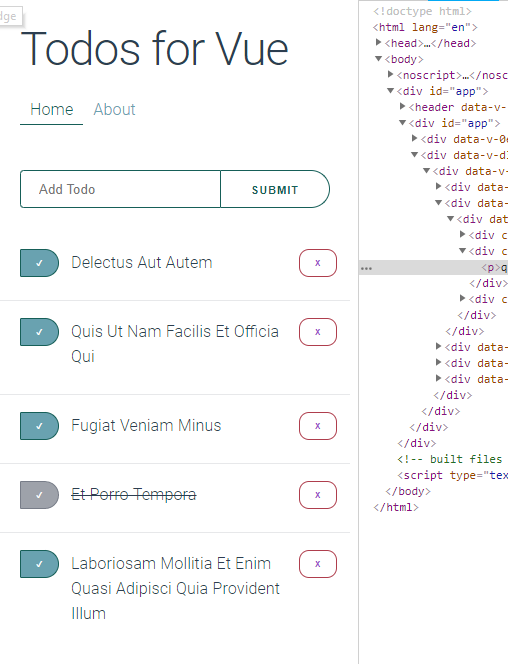 dge
Todos for Vue
Home About
Add Todo SUBMIT
✓ Delectus Aut Autem x
✓ Quis Ut Nam Facilis Et Officia
Qui x
✓ Fugiat Veniam Minus x
✓ Et Porro Tempora x
✓ Laboriosam Mollitia Et Enim
Quasi Adipisci Quia Provident
Illum x
<!doctype html>
<html lang="en">
<head>…</head>
<body>
<noscript>…</nosc
<div id="app">
<header data-v-
<div id="app">
<div data-v-0
<div data-v-d
<div data-v-
<div data-
<div data-
<div dat
<div c
<div c
… <p>q
</div>
<div c
</div>
</div>
<div data-
<div data-
<div data-
</div>
</div>
</div>
</div>
<!-- built files
<script type="tex
</body>
</html>